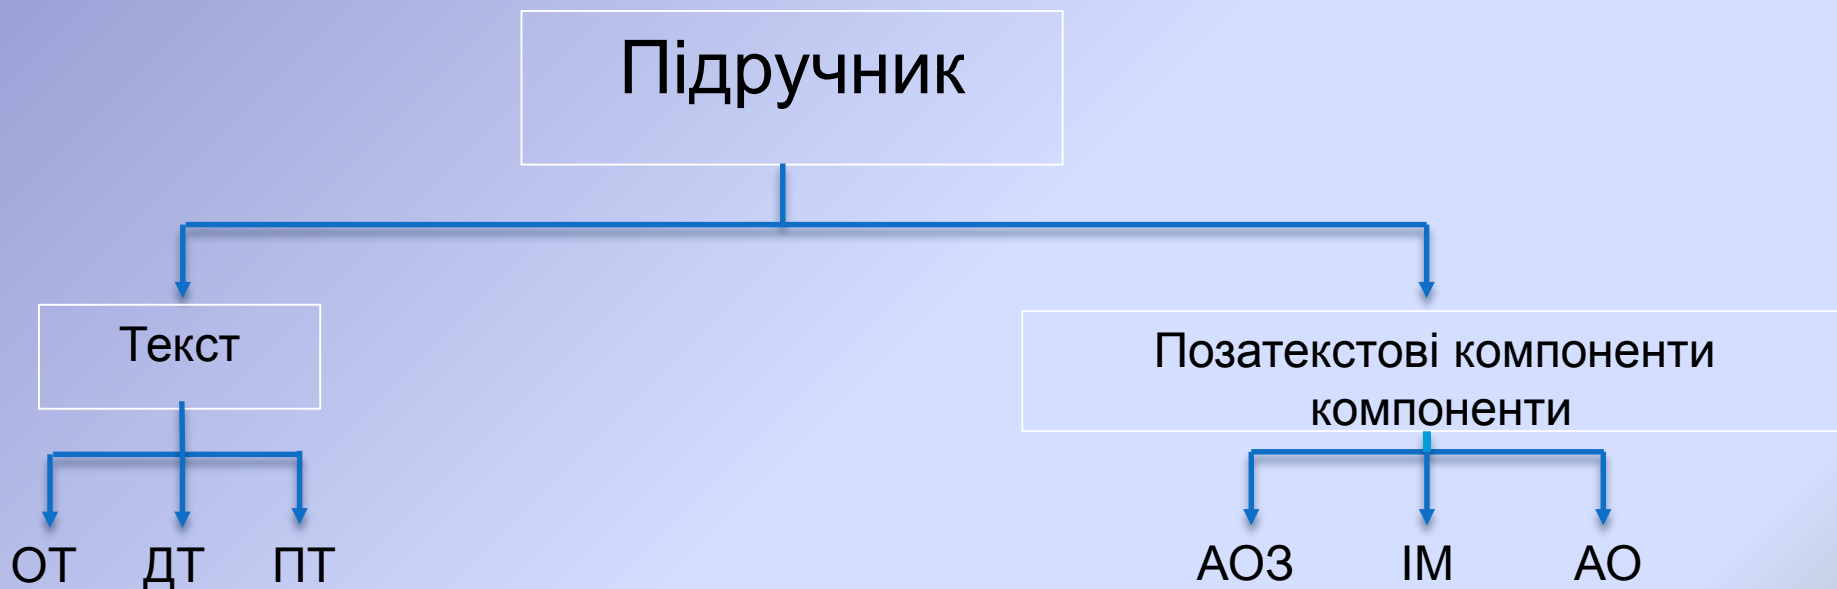 Підручник
Текст
Позатекстові компоненти
компоненти
ОТ ДТ ПТ
АОЗ ІМ АО